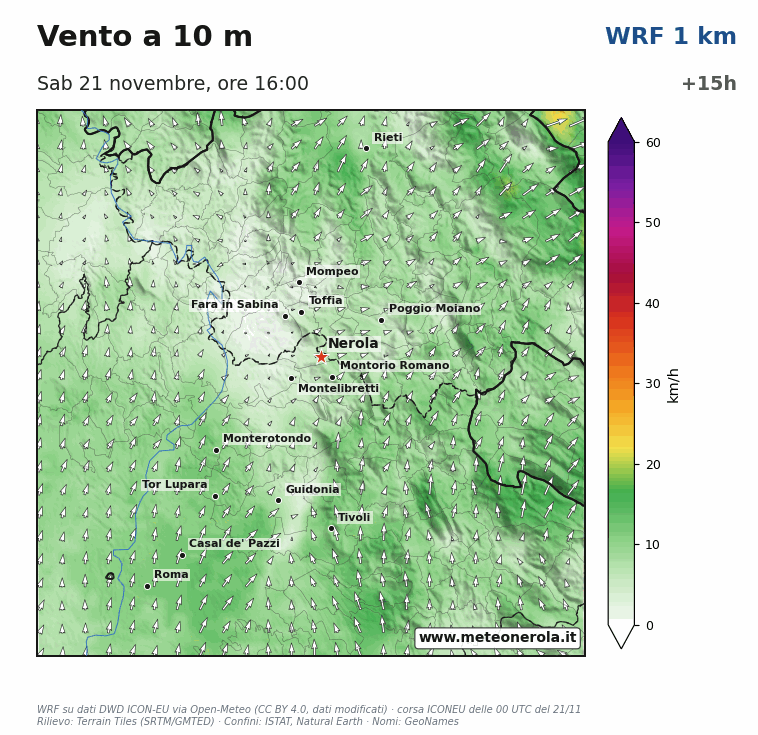 Vento a 10 m
WRF 1 km
Sab 21 novembre, ore 16:00
+15h
Rieti
Mompeo
Fara in Sabina
Toffia
Poggio Moiano
Nerola
Montorio Romano
Montelibretti
Monterotondo
Tor Lupara
Guidonia
Tivoli
Casal de' Pazzi
Roma
www.meteonerola.it
60
50
40
30
20
10
0
km/h
WRF su dati DWD ICON-EU via Open-Meteo (CC BY 4.0, dati modificati) · corsa ICONEU delle 00 UTC del 21/11
Rilievo: Terrain Tiles (SRTM/GMTED) · Confini: ISTAT, Natural Earth · Nomi: GeoNames